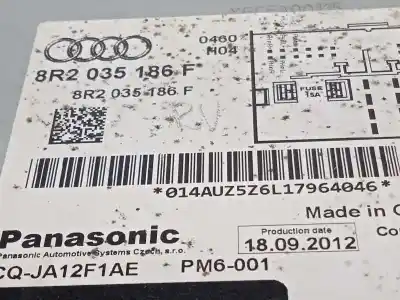 0460
H04
8R2 035 186 F
8R2 035 186 F
FUSE
15A
*014AUZ5Z6L17964046*
Made in
Panasonic
Panasonic Automotive Systems Czech, s.r.o.
Production date
18.09.2012
CQ-JA12F1AE PM6-001